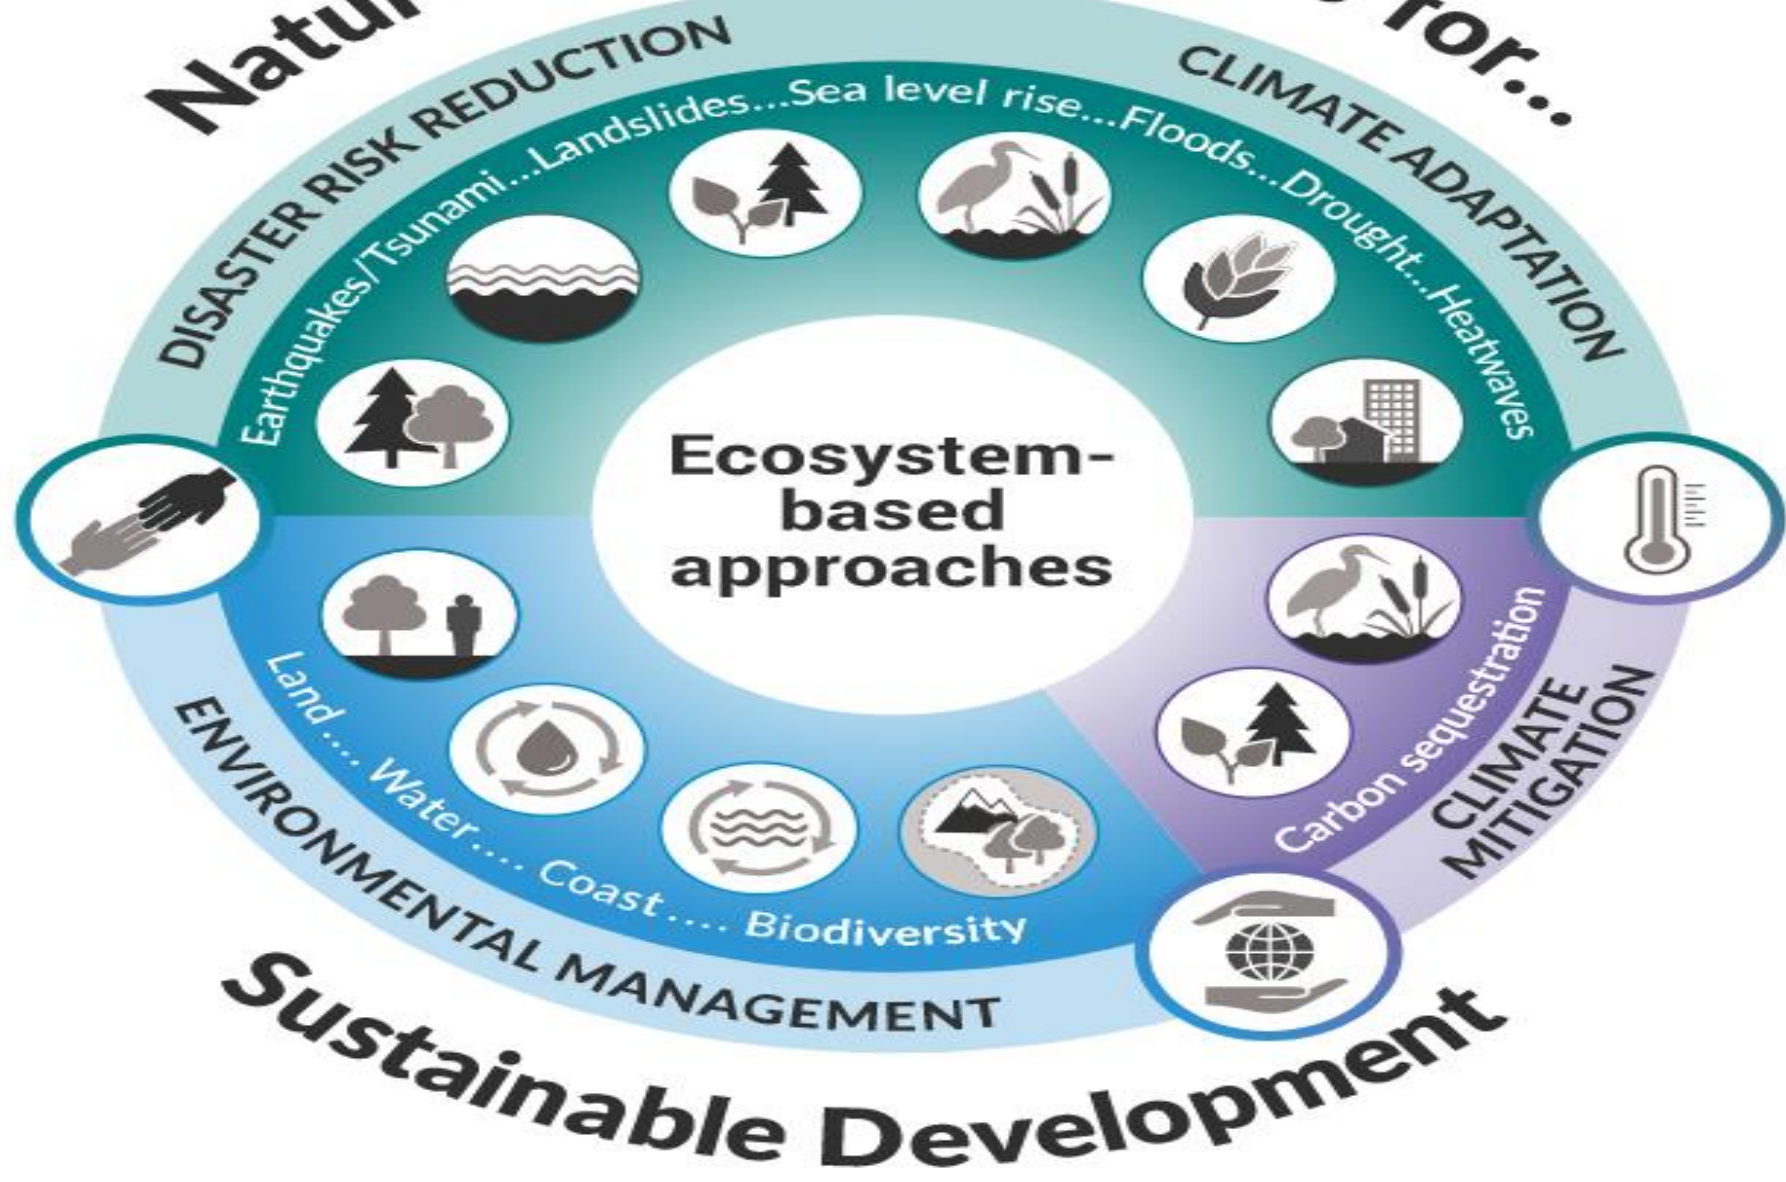 for...
DISASTER RISK REDUCTION
CLIMATE ADAPTATION
Earthquakes/Tsunami...Landslides...Sea level rise...Floods...Drought...Heatwaves
Ecosystem-
based
approaches
Carbon sequestration
CLIMATE
MITIGATION
Land.... Water.... Coast.... Biodiversity
ENVIRONMENTAL MANAGEMENT
Sustainable Development